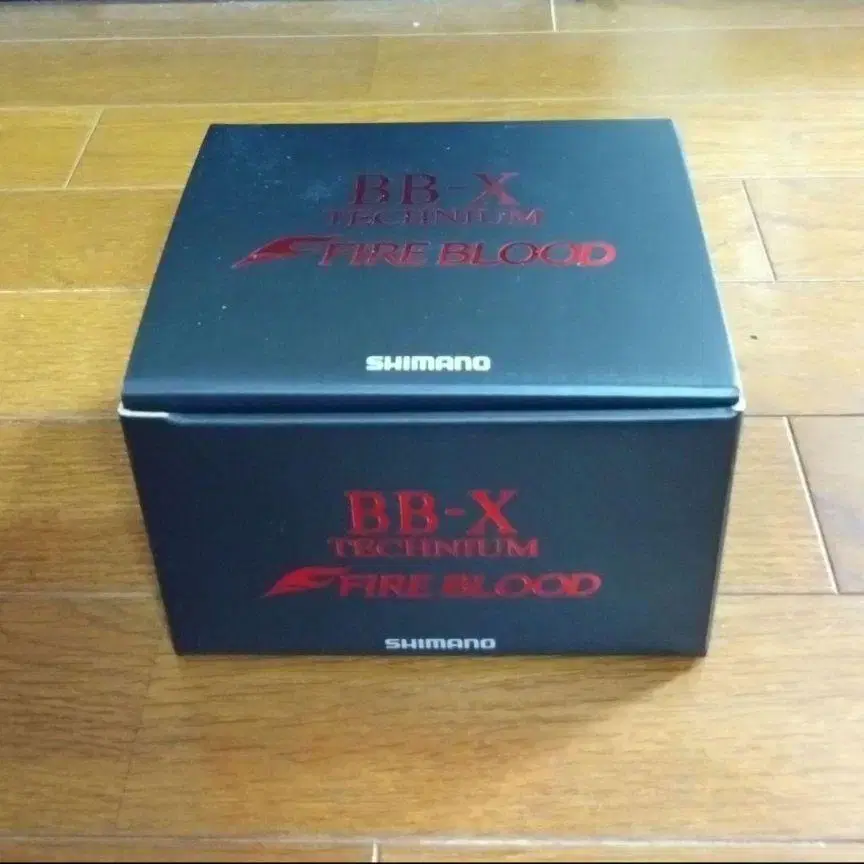 BB-X
TECHNIUM
FIRE BLOOD
SHIMANO
BB-X
TECHNIUM
FIRE BLOOD
SHIMANO